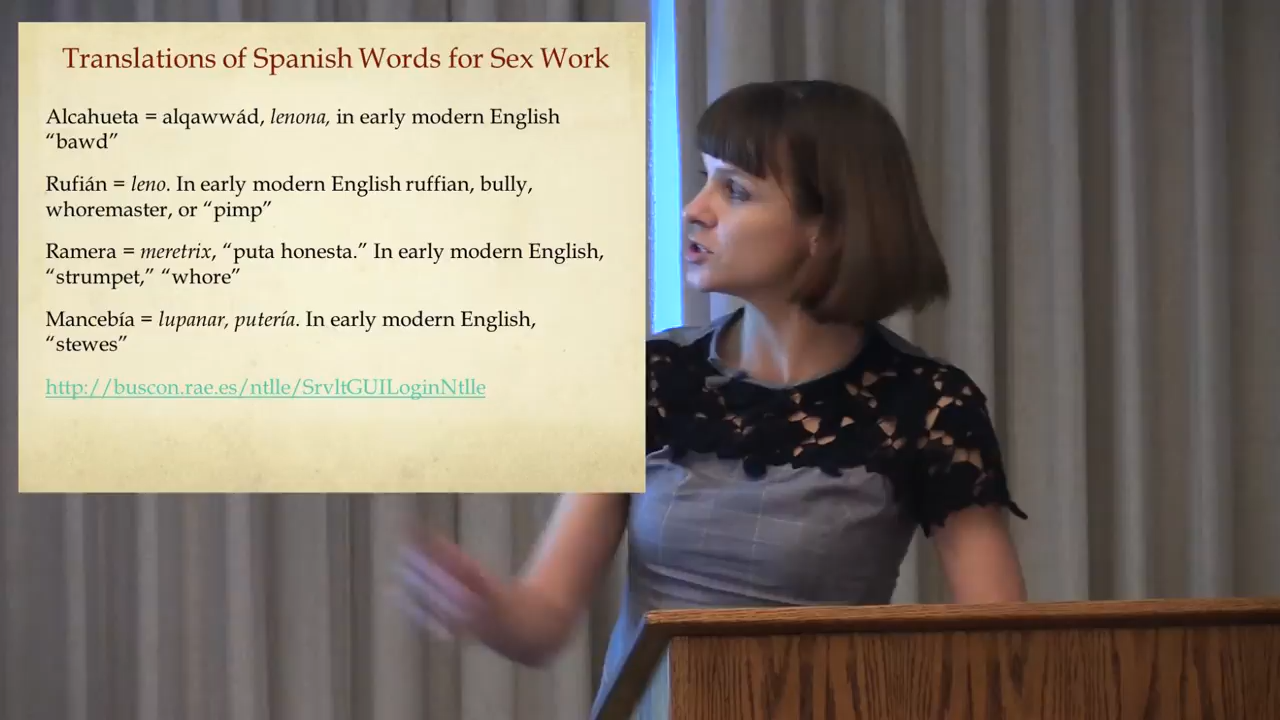 Translations of Spanish Words for Sex Work
Alcahueta = alqawwád, lenona, in early modern English
“bawd”
Rufián = leno. In early modern English ruffian, bully,
whoremaster, or “pimp”
Ramera = meretrix, “puta honesta.” In early modern English,
“strumpet,” “whore”
Mancebía = lupanar, putería. In early modern English,
“stewes”
http://buscon.rae.es/ntlle/SrvltGUILoginNtlle